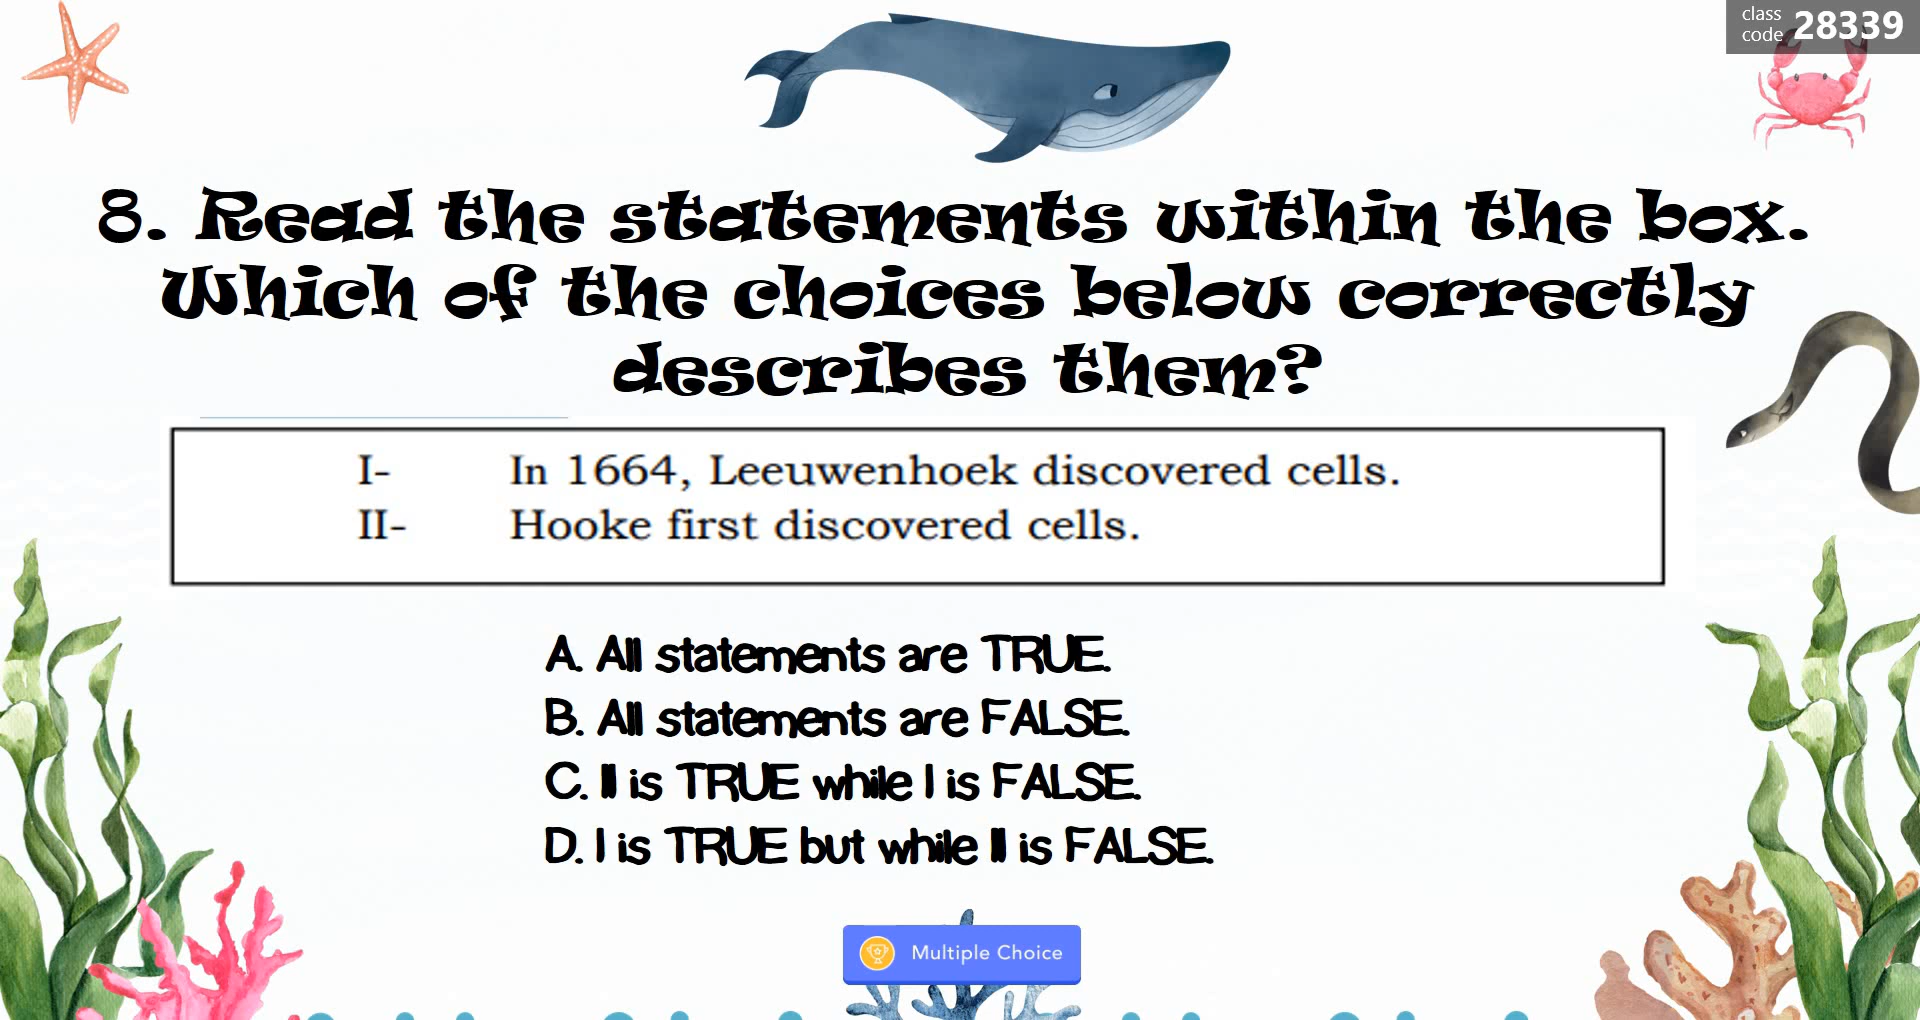 class code 28339
8. Read the statements within the box.
Which of the choices below correctly
describes them?
I- In 1664, Leeuwenhoek discovered cells.
II- Hooke first discovered cells.
A. All statements are TRUE.
B. All statements are FALSE.
C. II is TRUE while I is FALSE.
D. I is TRUE but while II is FALSE.
Multiple Choice